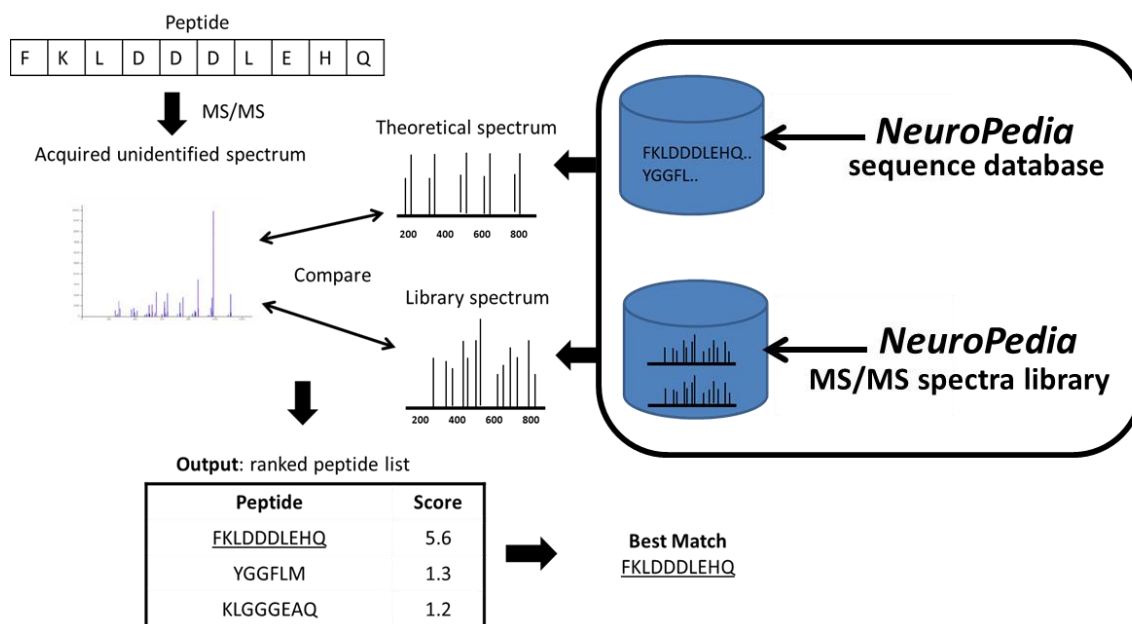 Peptide
F K L D D D L E H Q
MS/MS
Acquired unidentified spectrum
Theoretical spectrum
200 400 600 800
Compare
Library spectrum
200 400 600 800
FKLDDDLEHQ..
YGGFL..
NeuroPedia
sequence database
NeuroPedia
MS/MS spectra library
Output: ranked peptide list
Peptide Score
FKLDDDLEHQ 5.6
YGGFLM 1.3
KLGGGEAQ 1.2
Best Match
FKLDDDLEHQ